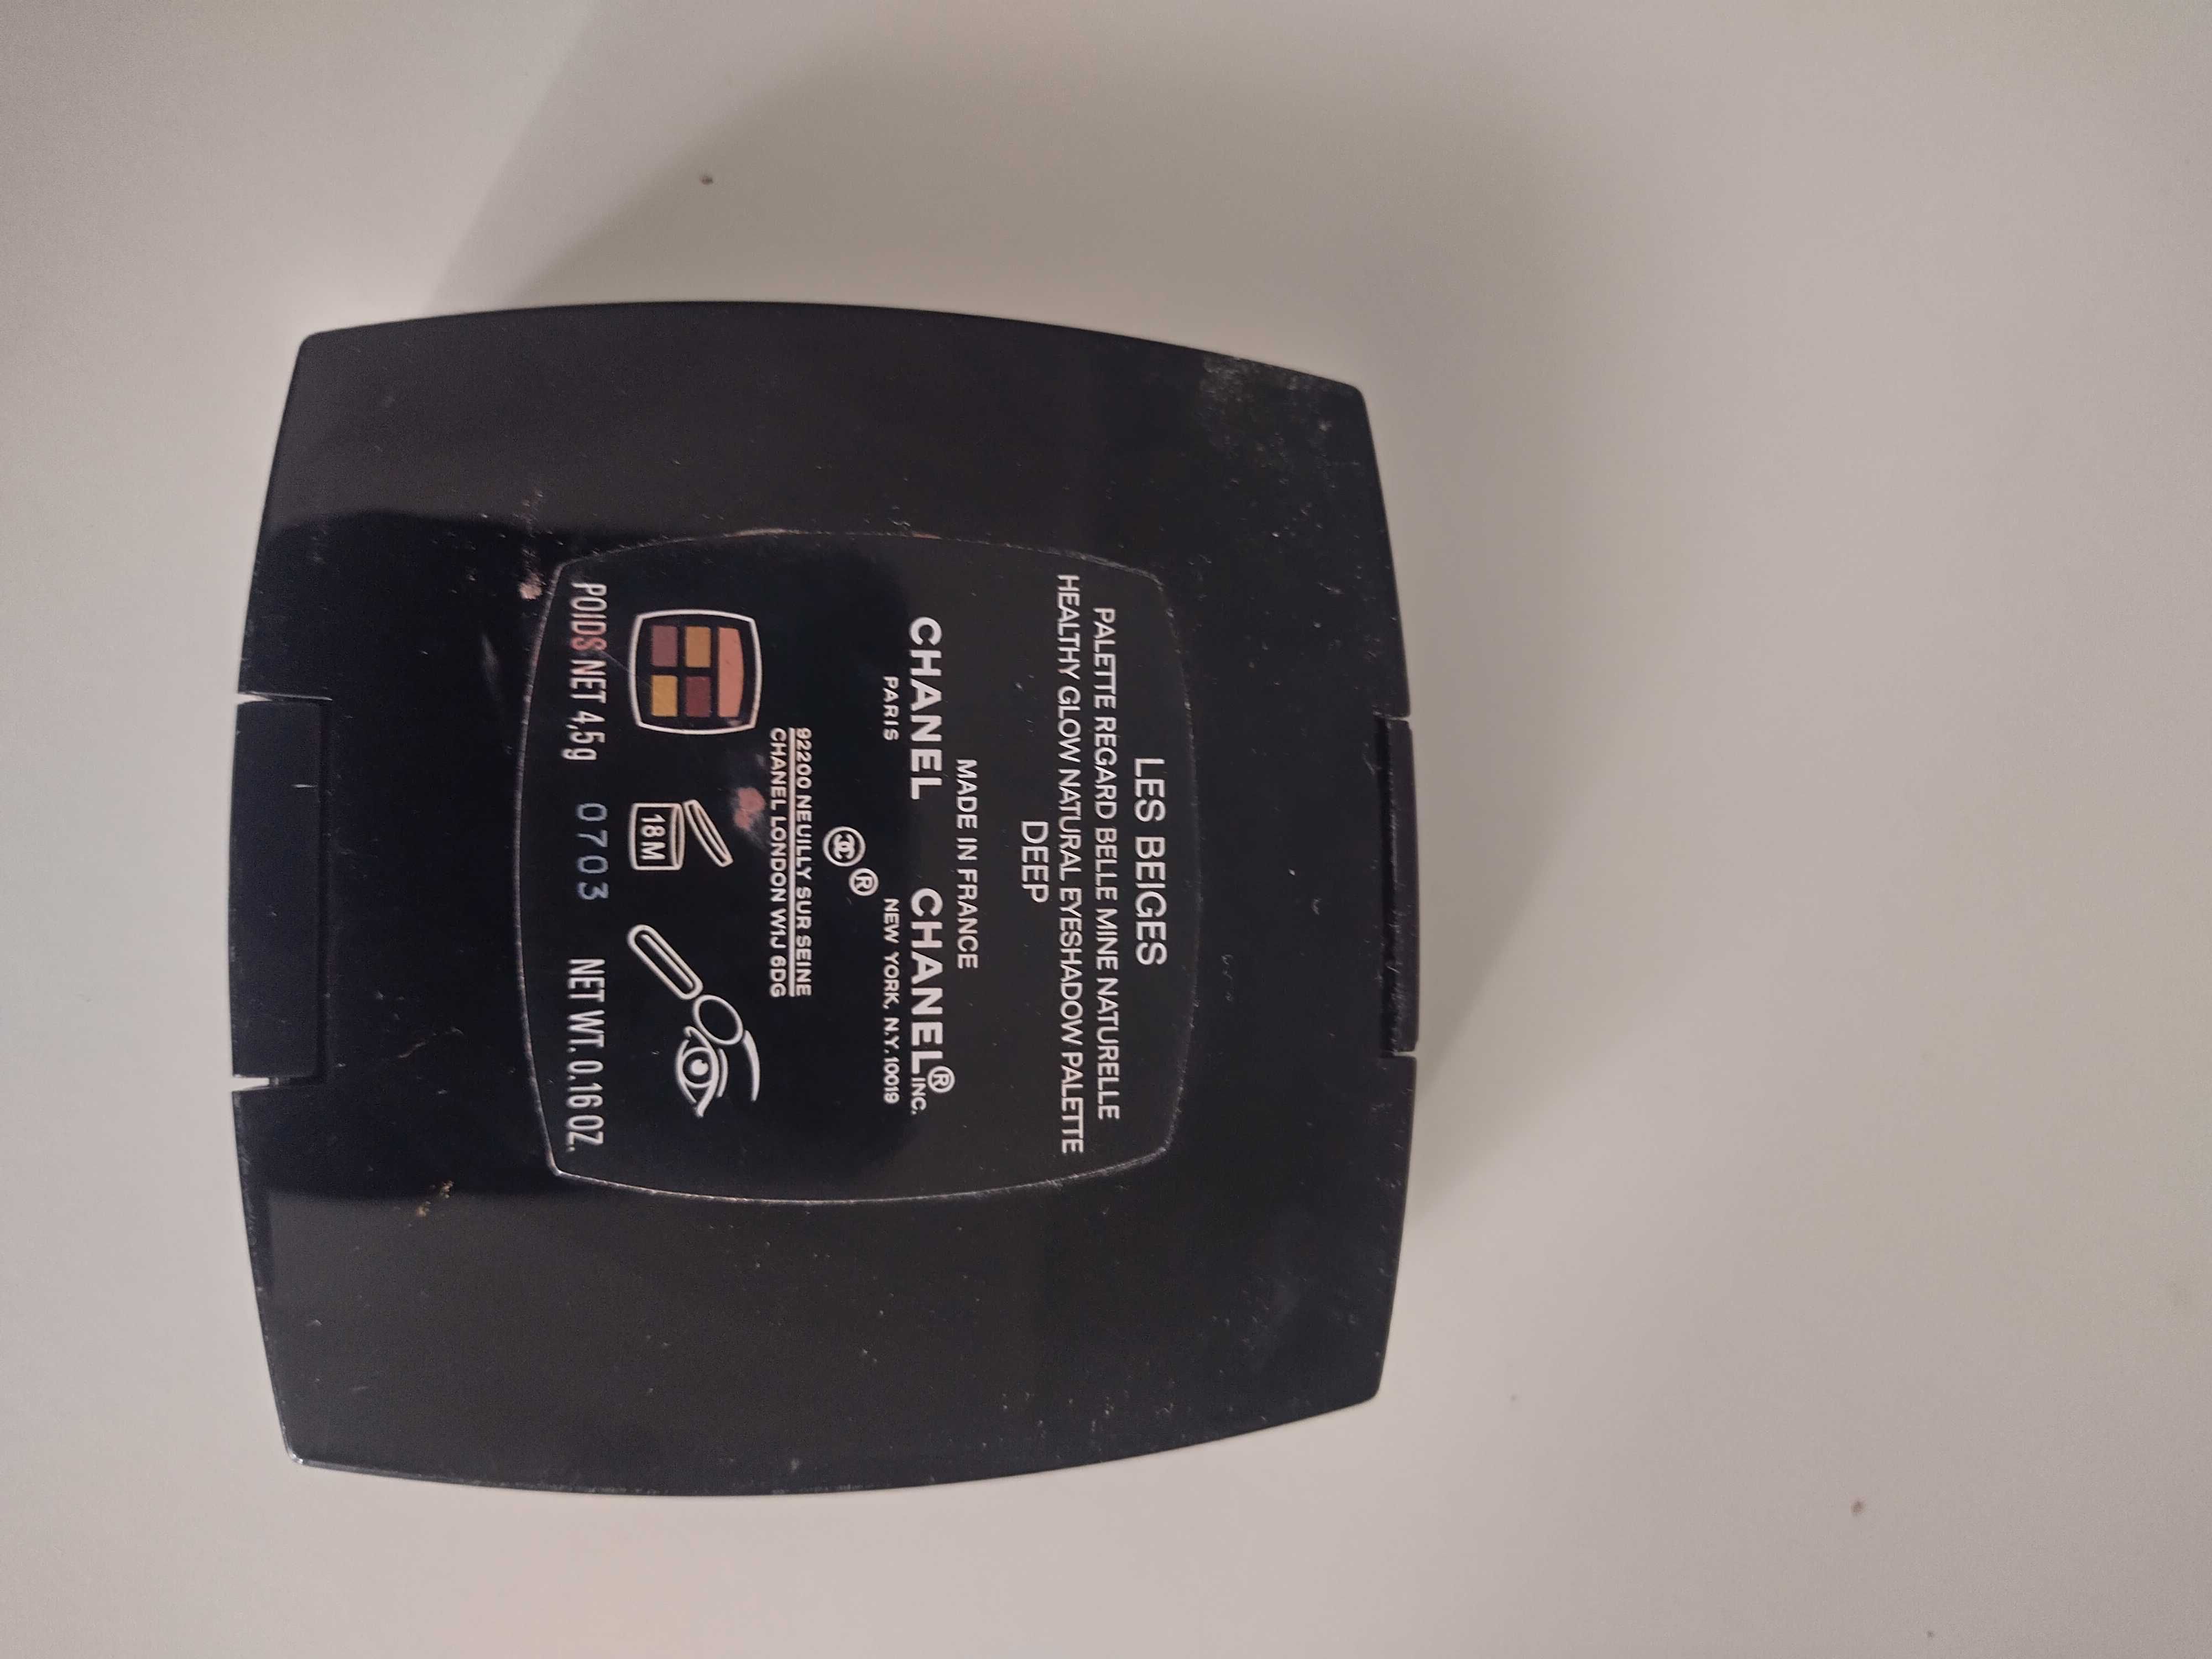 LES BEIGES
PALETTE REGARD BELLE MINE NATURELLE
HEALTHY GLOW NATURAL EYESHADOW PALETTE
DEEP
MADE IN FRANCE
CHANEL CHANEL® INC.
PARIS NEW YORK, N.Y. 10019
®
92200 NEUILLY SUR SEINE
CHANEL LONDON W1J 6DG
18M
POIDS NET 4,5g 0703 NET WT. 0.16 OZ.